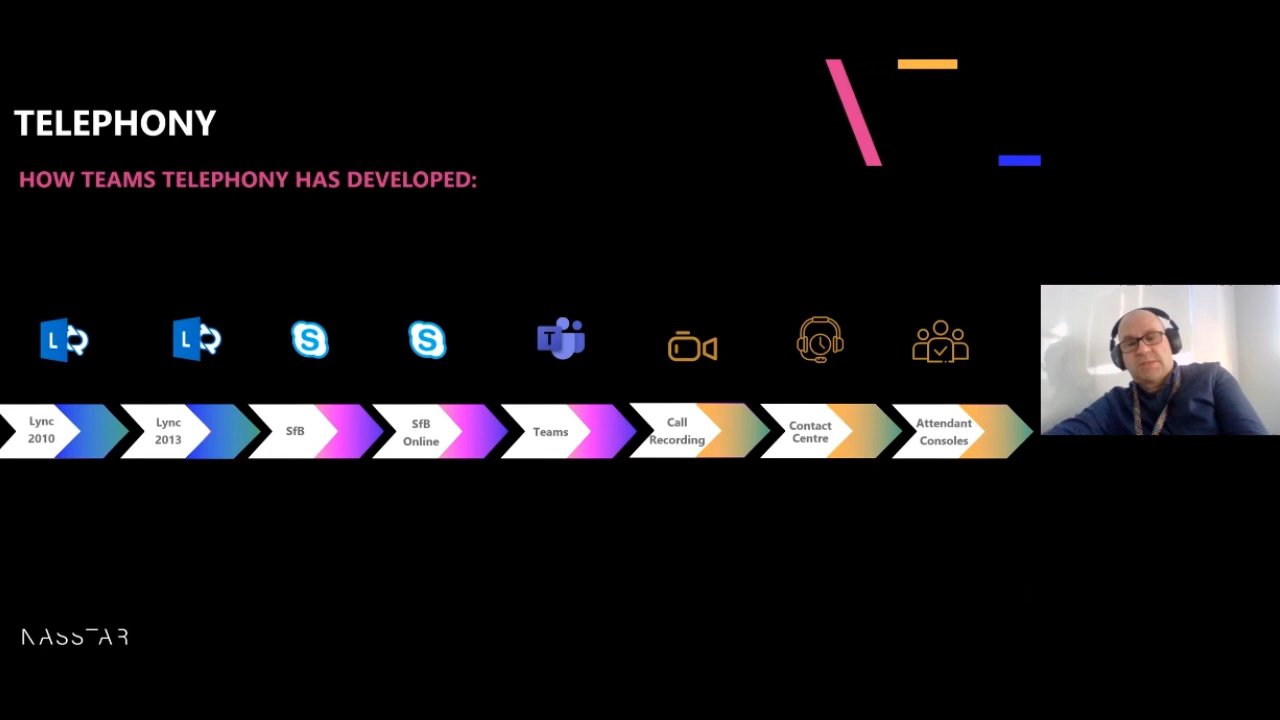 TELEPHONY
HOW TEAMS TELEPHONY HAS DEVELOPED:
L
L
S
S
T
Lync
2010
Lync
2013
SfB
SfB
Online
Teams
Call
Recording
Contact
Centre
Attendant
Consoles
NASSTAR